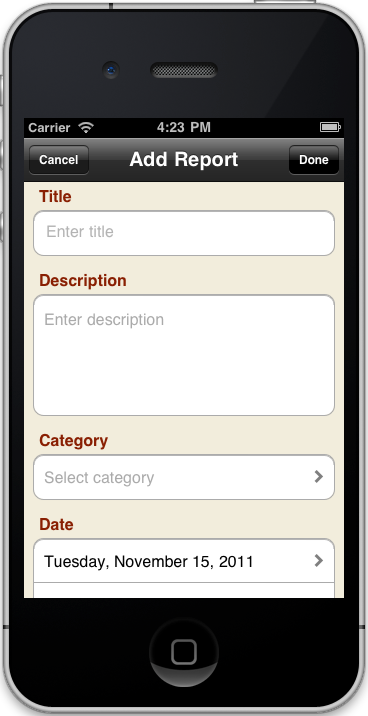 Carrier 4:23 PM
Cancel Add Report Done
Title
Enter title
Description
Enter description
Category
Select category
Date
Tuesday, November 15, 2011